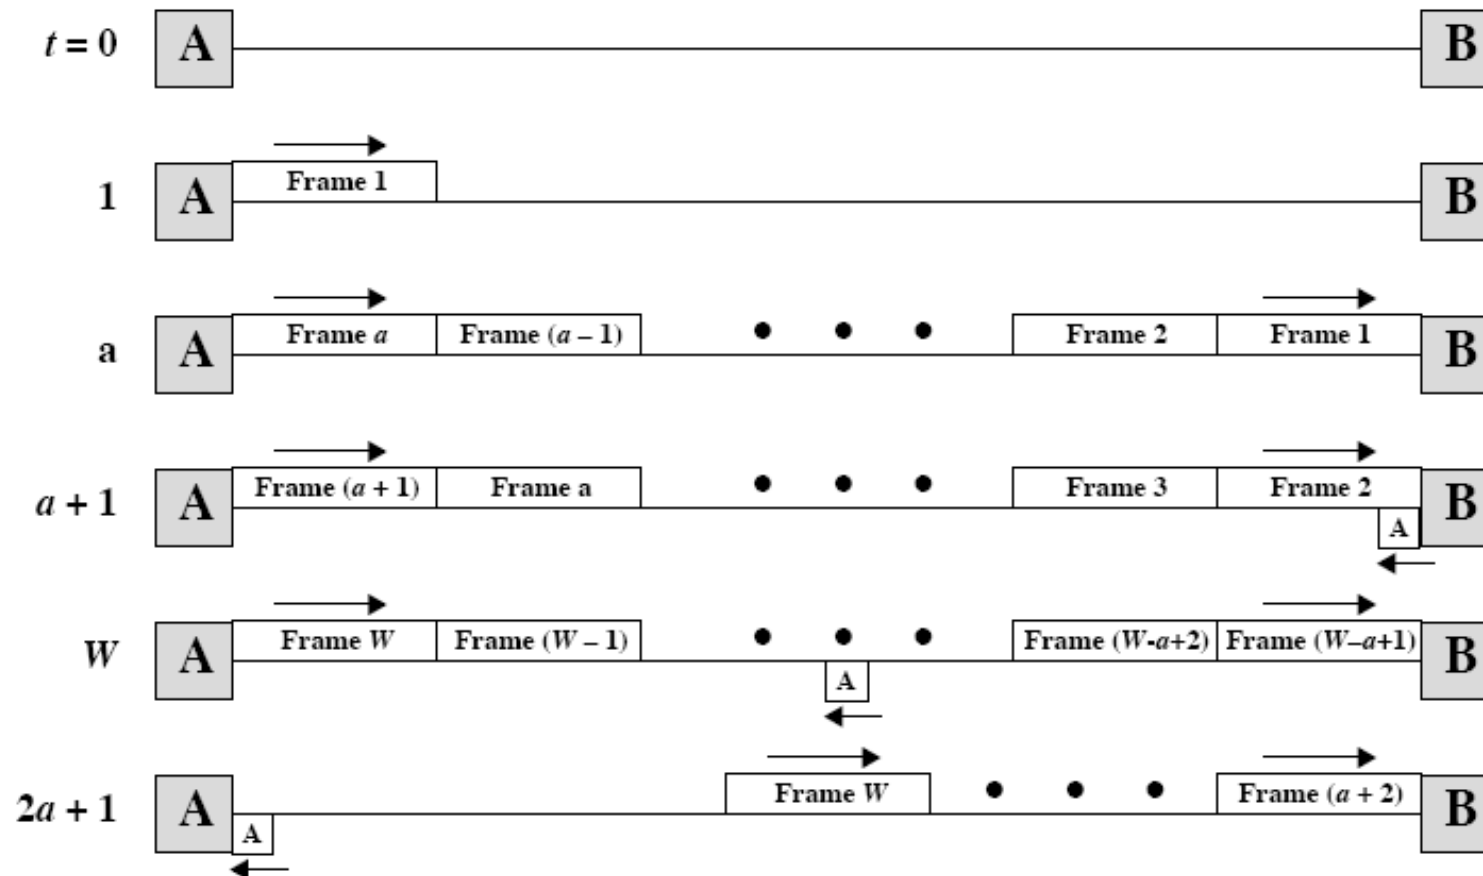 t = 0 A B
Frame 1
1 A B
a A Frame a Frame (a – 1) • • • Frame 2 Frame 1 B
a + 1 A Frame (a + 1) Frame a • • • Frame 3 Frame 2 B
A
W A Frame W Frame (W – 1) • • • Frame (W-a+2) Frame (W–a+1) B
A
2a + 1 A Frame W • • • Frame (a + 2) B
A